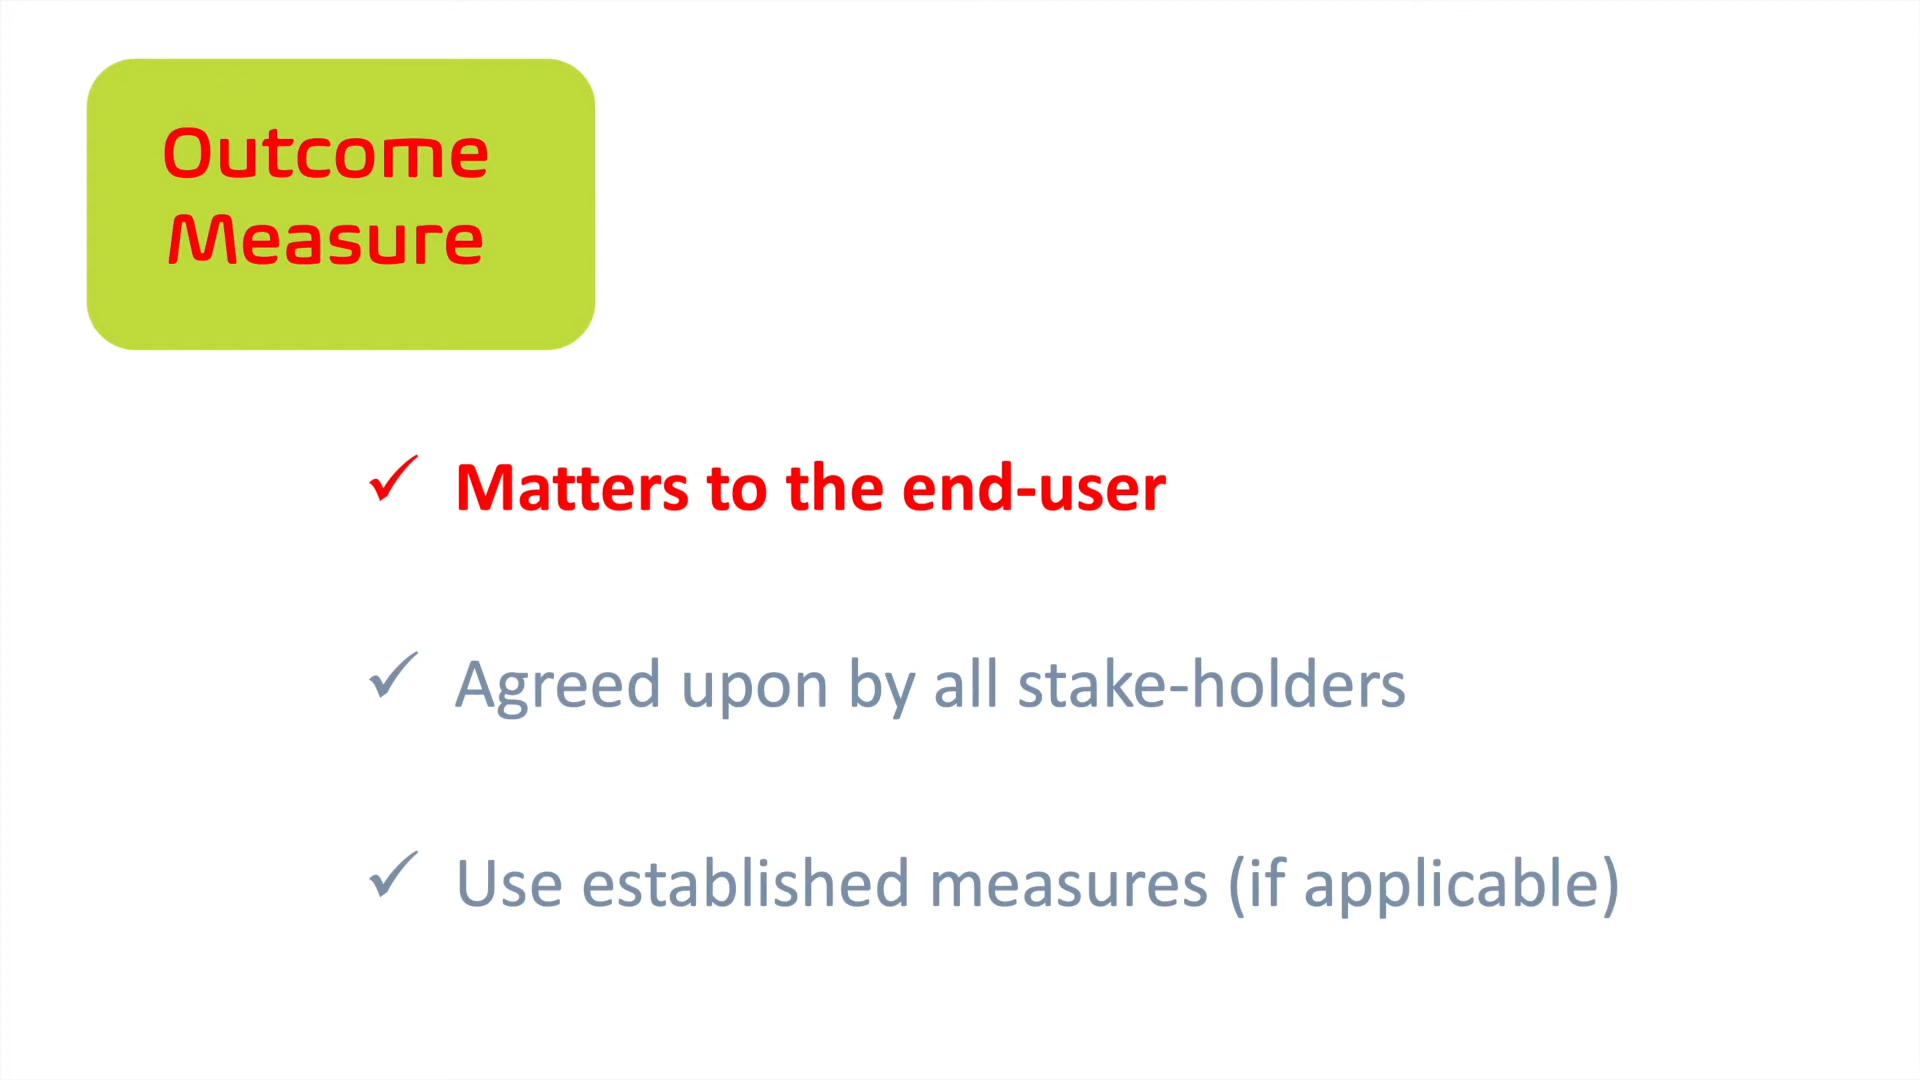 Outcome
Measure
✓ Matters to the end-user
✓ Agreed upon by all stake-holders
✓ Use established measures (if applicable)